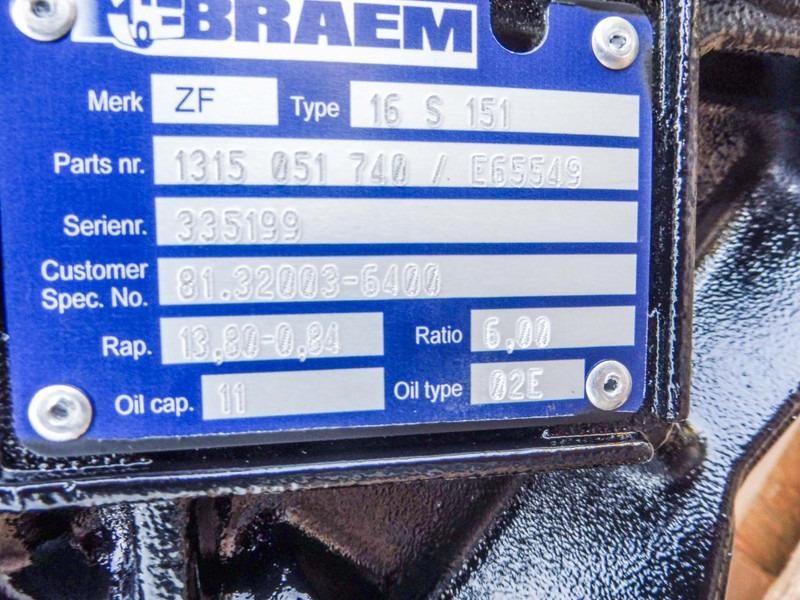 BRAEM
Merk ZF Type 16 S 151
Parts nr. 1315 051 740 / E65549
Serienr. 335199
Customer Spec. No. 81.32003-6400
Rap. 13,80-0,84 Ratio 6,00
Oil cap. 11 Oil type 02E